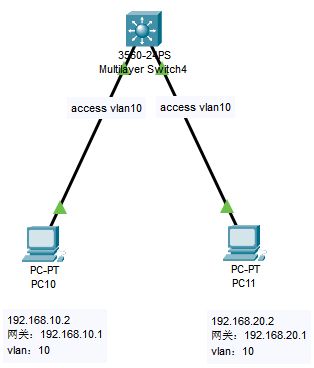 3560-24PS
Multilayer Switch4
access vlan10
access vlan10
PC-PT
PC10
PC-PT
PC11
192.168.10.2
网关：192.168.10.1
vlan：10
192.168.20.2
网关：192.168.20.1
vlan：10